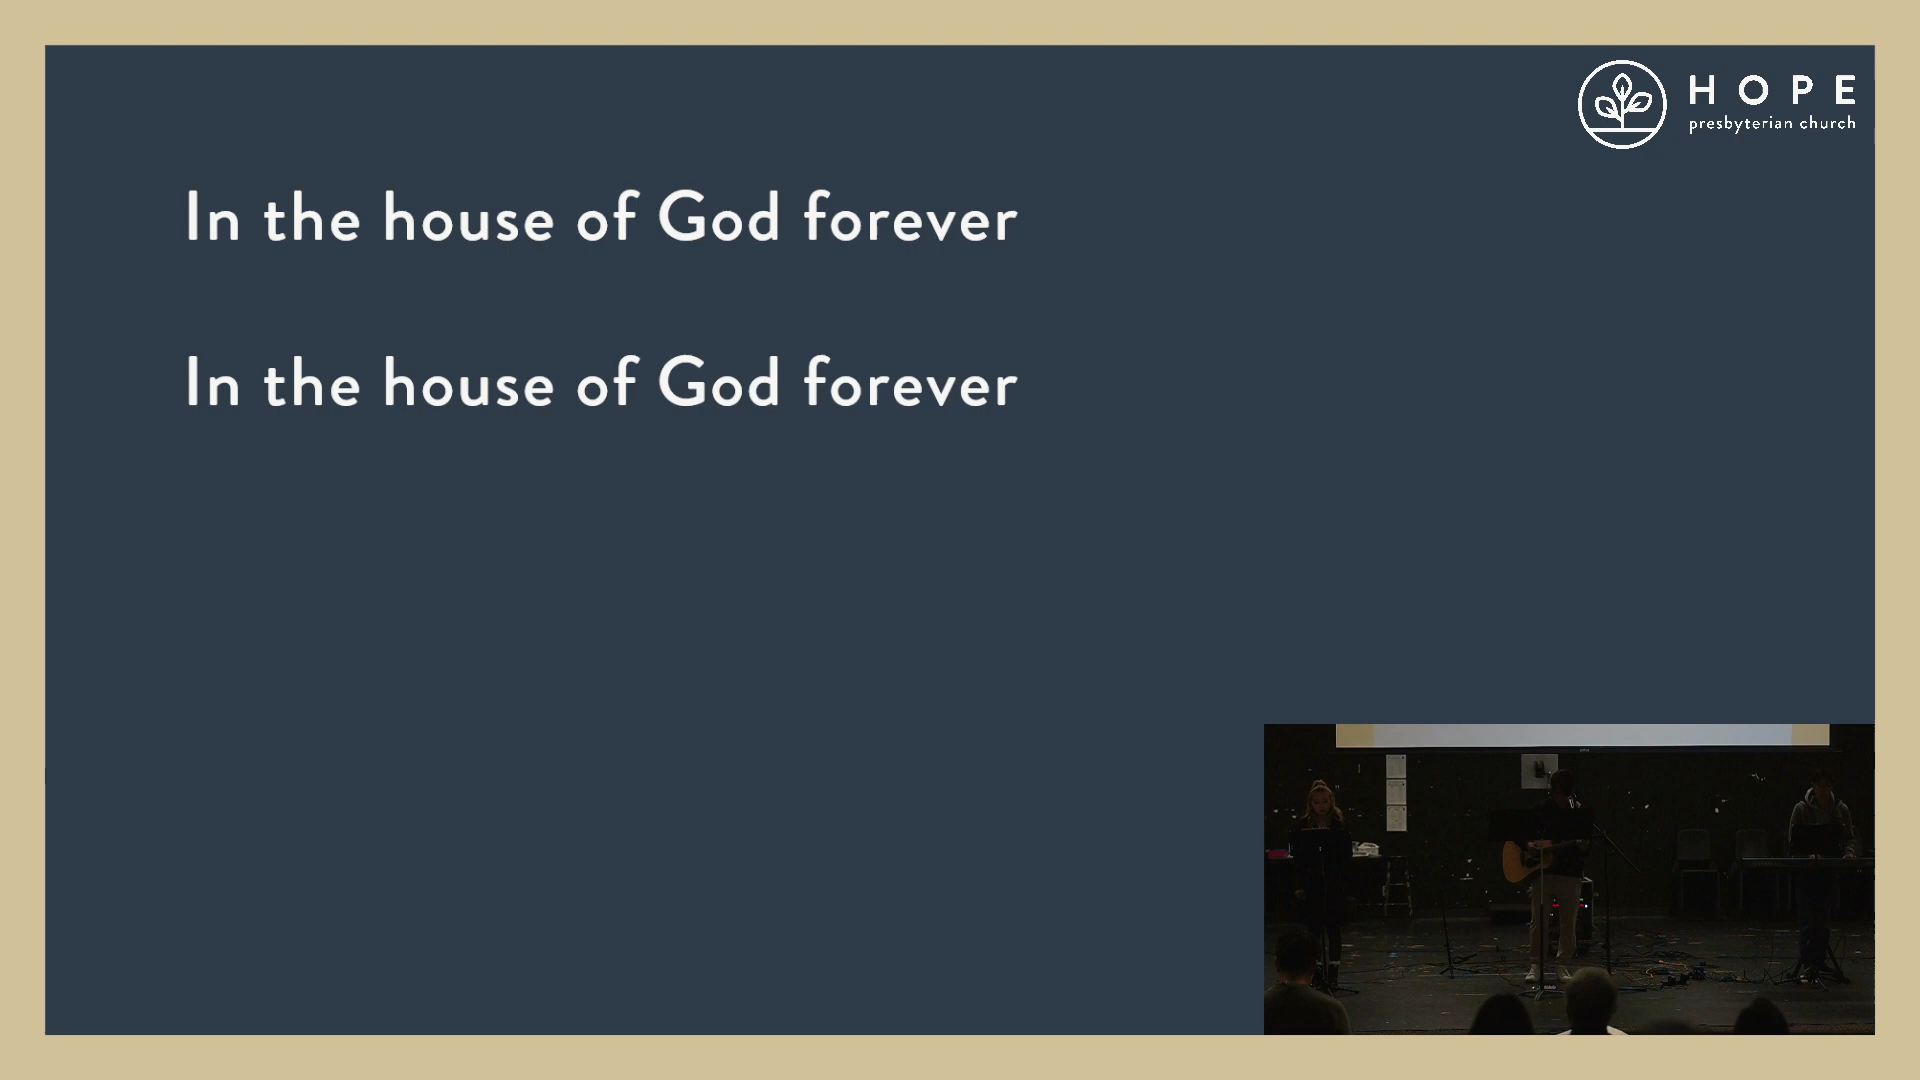 HOPE
presbyterian church
In the house of God forever
In the house of God forever